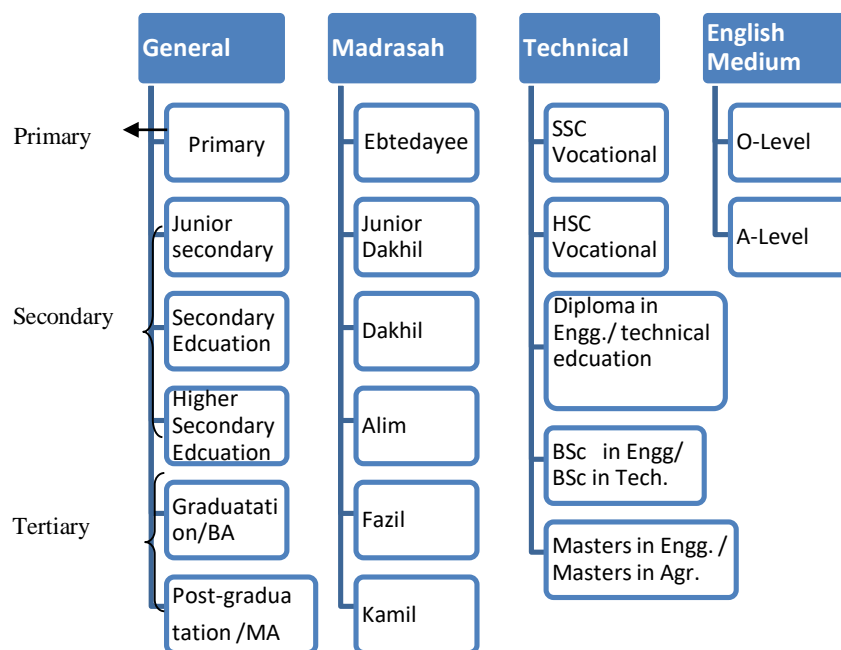 General
Madrasah
Technical
English
Medium
Primary
Primary
Ebtedayee
SSC
Vocational
O-Level
Junior
secondary
Junior
Dakhil
HSC
Vocational
A-Level
Secondary
Secondary
Edcuation
Dakhil
Diploma in
Engg./ technical
edcuation
Higher
Secondary
Edcuation
Alim
BSc in Engg/
BSc in Tech.
Tertiary
Graduatati
on/BA
Fazil
Masters in Engg. /
Masters in Agr.
Post-gradua
tation /MA
Kamil